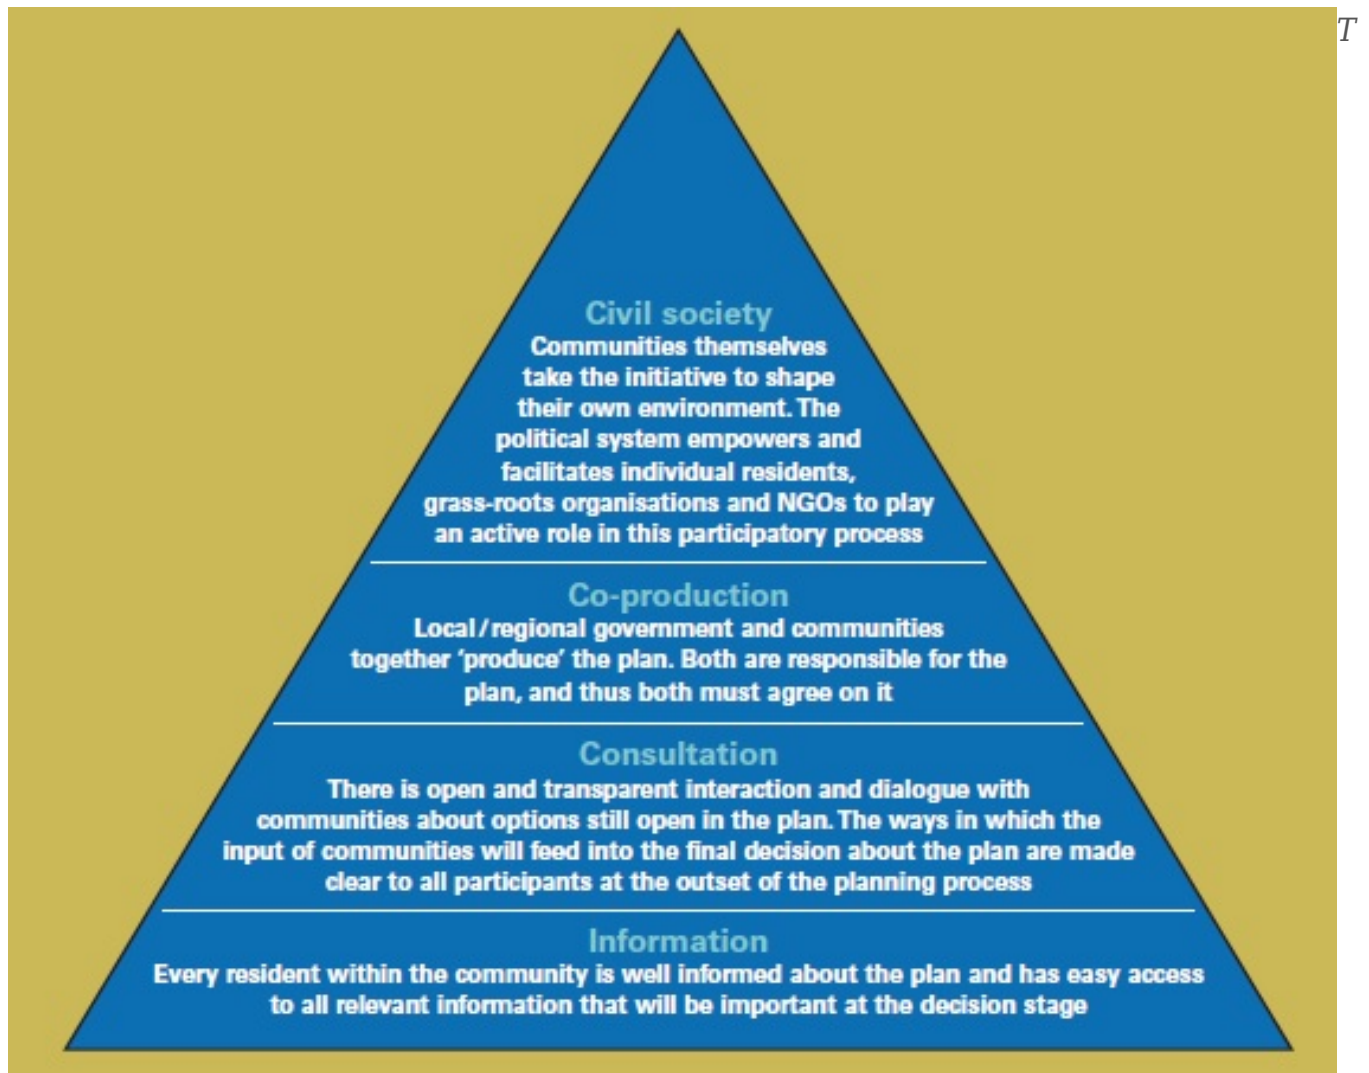 T
Civil society
Communities themselves
take the initiative to shape
their own environment. The
political system empowers and
facilitates individual residents,
grass-roots organisations and NGOs to play
an active role in this participatory process
Co-production
Local/regional government and communities
together ‘produce’ the plan. Both are responsible for the
plan, and thus both must agree on it
Consultation
There is open and transparent interaction and dialogue with
communities about options still open in the plan. The ways in which the
input of communities will feed into the final decision about the plan are made
clear to all participants at the outset of the planning process
Information
Every resident within the community is well informed about the plan and has easy access
to all relevant information that will be important at the decision stage